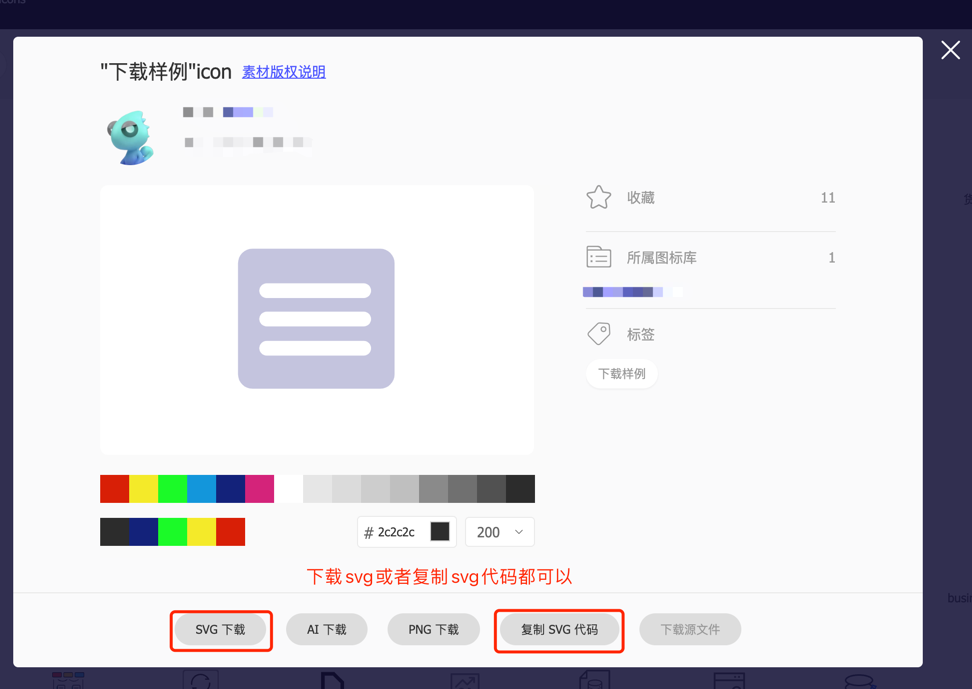 "下载样例"icon 素材版权说明
收藏 11
所属图标库 1
标签
下载样例
# 2c2c2c 200
下载svg或者复制svg代码都可以
SVG 下载 AI 下载 PNG 下载 复制 SVG 代码 下载源文件